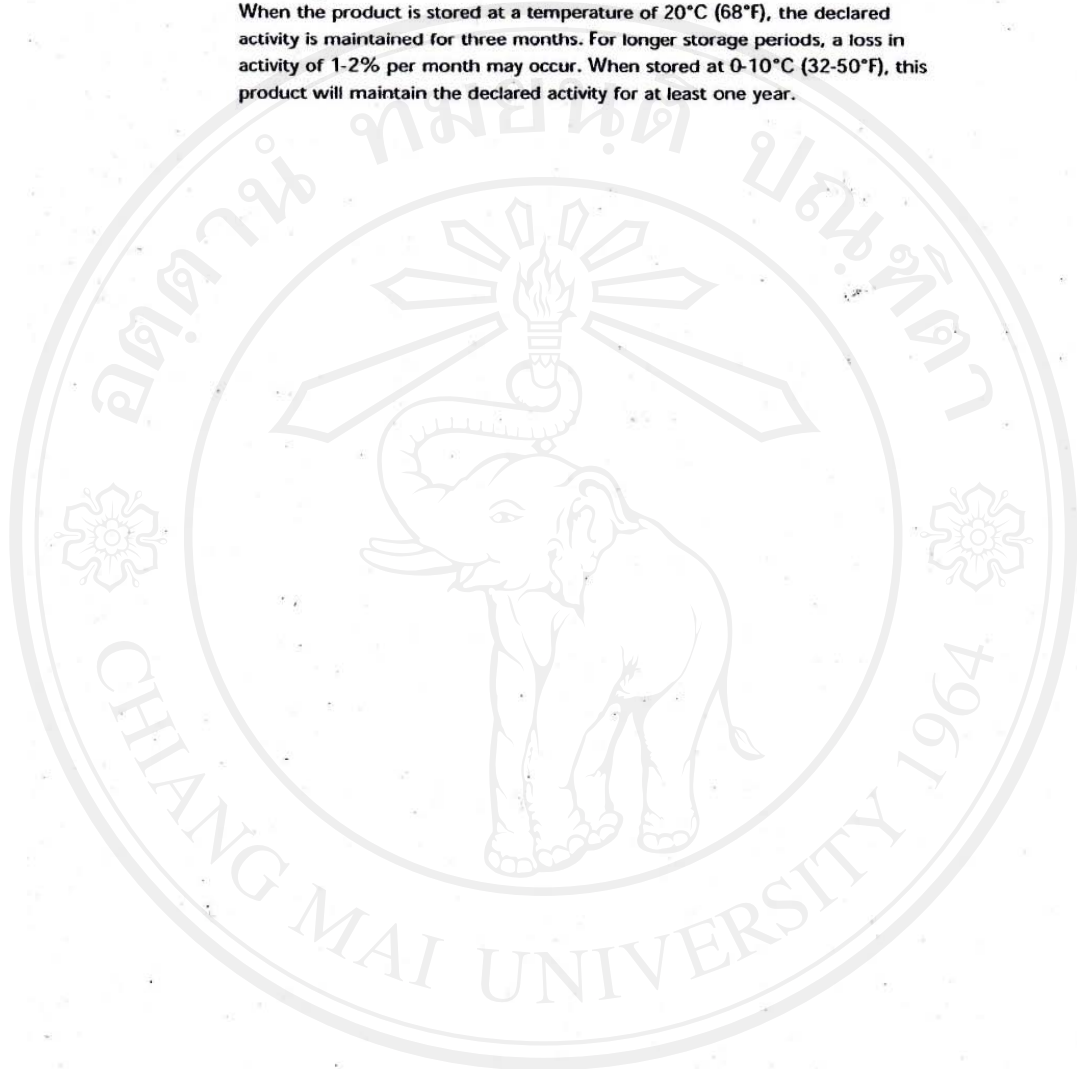 When the product is stored at a temperature of 20°C (68°F), the declared
activity is maintained for three months. For longer storage periods, a loss in
activity of 1-2% per month may occur. When stored at 0-10°C (32-50°F), this
product will maintain the declared activity for at least one year.
CHIANG MAI UNIVERSITY 1964